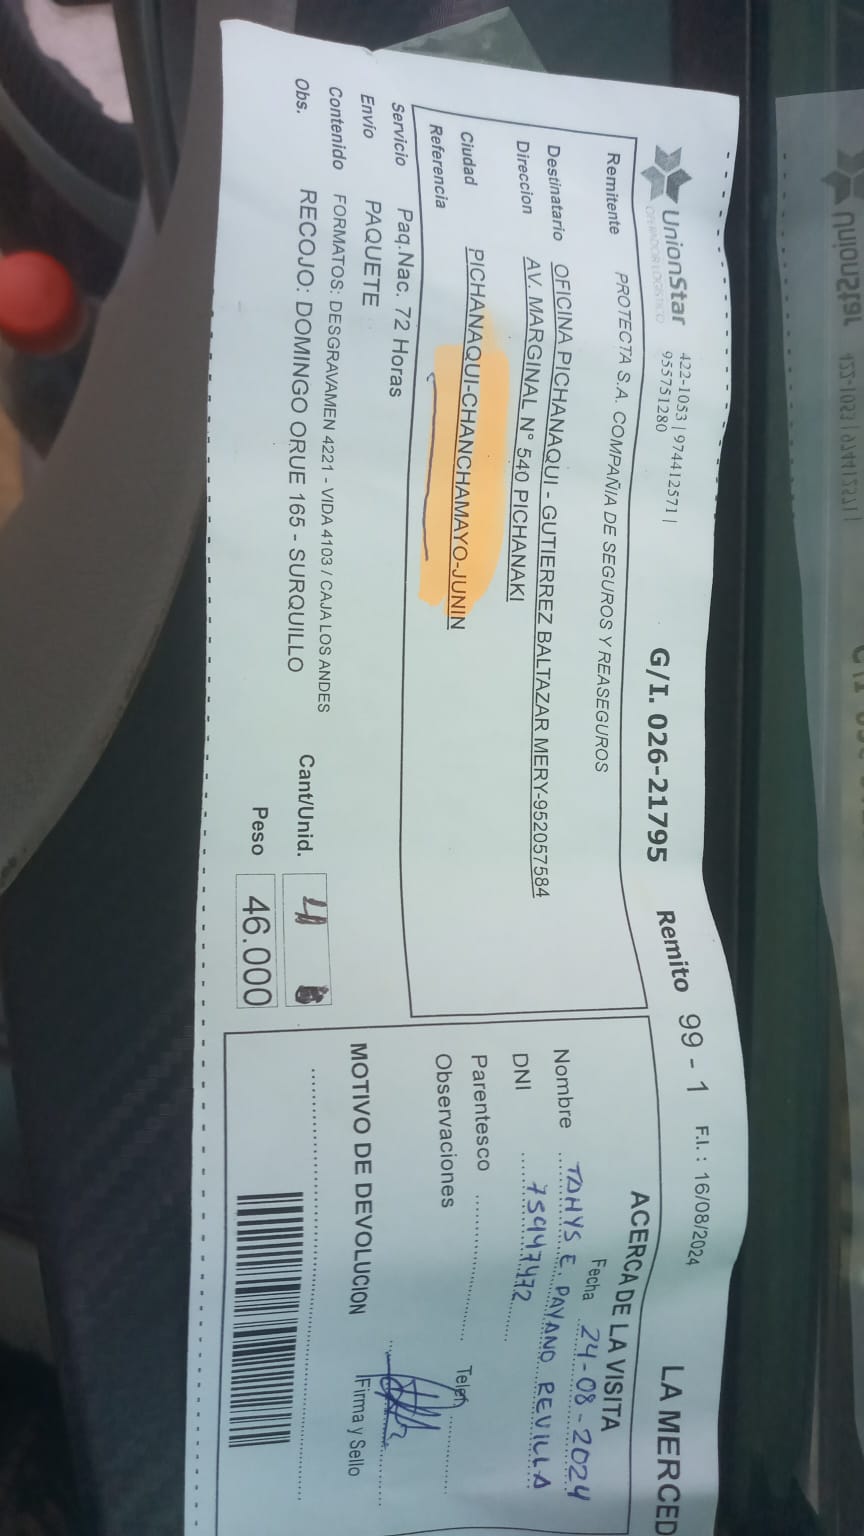 UnionStar
OPERADOR LOGISTICO
422-1053 | 974412571 |
955751280
G/I. 026-21795
Remito 99 - 1
F.I. : 16/08/2024
LA MERCED
Remitente PROTECTA S.A. COMPAÑIA DE SEGUROS Y REASEGUROS
Destinatario OFICINA PICHANAQUI - GUTIERREZ BALTAZAR MERY-952057584
Direccion AV. MARGINAL N° 540 PICHANAKI
Ciudad PICHANAQUI-CHANCHAMAYO-JUNIN
Referencia
Servicio Paq.Nac. 72 Horas
Envio PAQUETE
Contenido FORMATOS: DESGRAVAMEN 4221 - VIDA 4103 / CAJA LOS ANDES
Obs. RECOJO: DOMINGO ORUE 165 - SURQUILLO
Cant/Unid. 4
Peso 46.000
ACERCA DE LA VISITA
Fecha 24-08-2024
Nombre TAHYS E. PAYANO REVILLA
DNI 75947472
Parentesco
Telef
Observaciones
Firma y Sello
MOTIVO DE DEVOLUCION